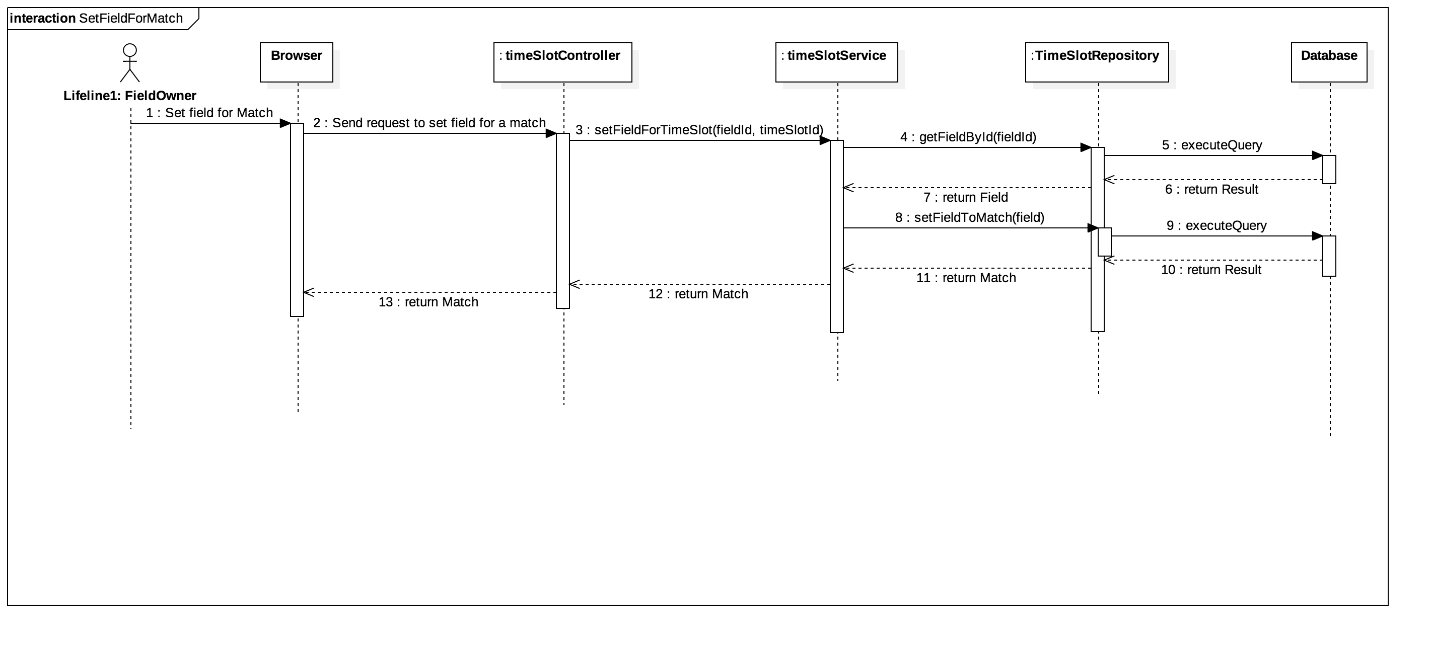 interaction SetFieldForMatch
Browser
: timeSlotController
: timeSlotService
:TimeSlotRepository
Database
Lifeline1: FieldOwner
1 : Set field for Match
2 : Send request to set field for a match
3 : setFieldForTimeSlot(fieldId, timeSlotId)
4 : getFieldById(fieldId)
5 : executeQuery
6 : return Result
7 : return Field
8 : setFieldToMatch(field)
9 : executeQuery
10 : return Result
11 : return Match
12 : return Match
13 : return Match